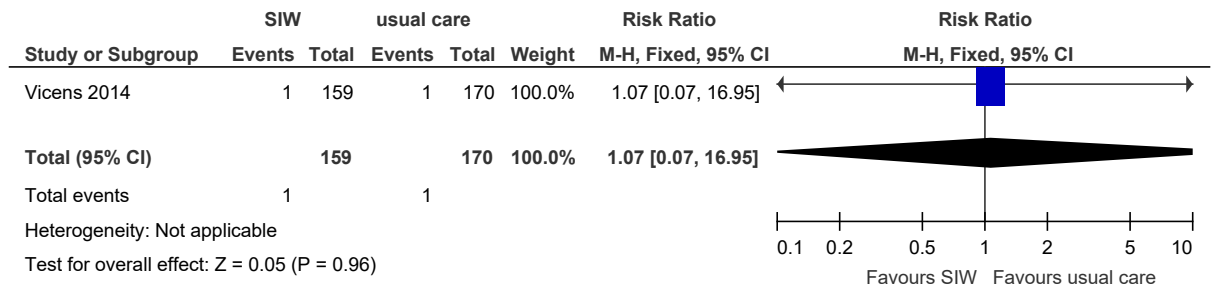 SIW usual care Risk Ratio Risk Ratio
Study or Subgroup Events Total Events Total Weight M-H, Fixed, 95% CI M-H, Fixed, 95% CI
Vicens 2014 1 159 1 170 100.0% 1.07 [0.07, 16.95]
Total (95% CI) 159 170 100.0% 1.07 [0.07, 16.95]
Total events 1 1
Heterogeneity: Not applicable
Test for overall effect: Z = 0.05 (P = 0.96)
0.1 0.2 0.5 1 2 5 10
Favours SIW Favours usual care